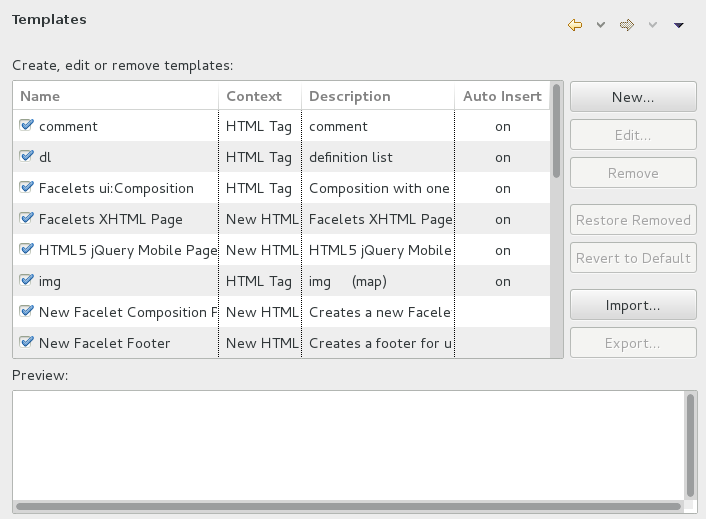 Templates
Create, edit or remove templates:
Name Context Description Auto Insert
comment HTML Tag comment on
dl HTML Tag definition list on
Facelets ui:Composition HTML Tag Composition with one on
Facelets XHTML Page New HTML Facelets XHTML Page on
HTML5 jQuery Mobile Page New HTML HTML5 jQuery Mobile on
img HTML Tag img (map) on
New Facelet Composition P New HTML Creates a new Facele
New Facelet Footer New HTML Creates a footer for u
New...
Edit...
Remove
Restore Removed
Revert to Default
Import...
Export...
Preview: